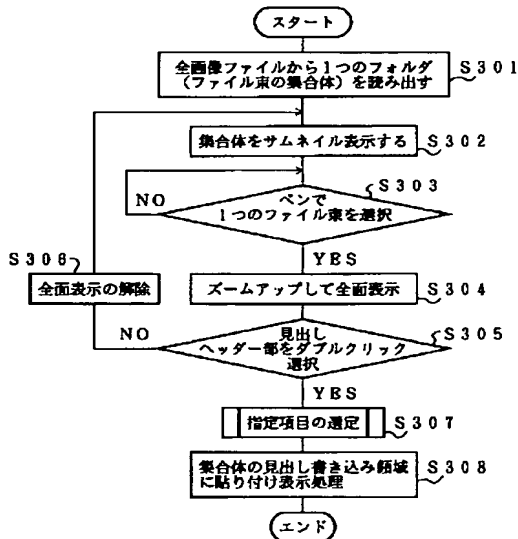 スタート
全画像ファイルから1つのフォルダ
(ファイル束の集合体)を読み出す
S301
集合体をサムネイル表示する
S302
S303
NO
ペンで
1つのファイル束を選択
YES
S306
全面表示の解除
ズームアップして全面表示
S304
NO
見出し
ヘッダー部をダブルクリック
選択
S305
YES
指定項目の選定
S307
集合体の見出し書き込み領域
に貼り付け表示処理
S308
エンド